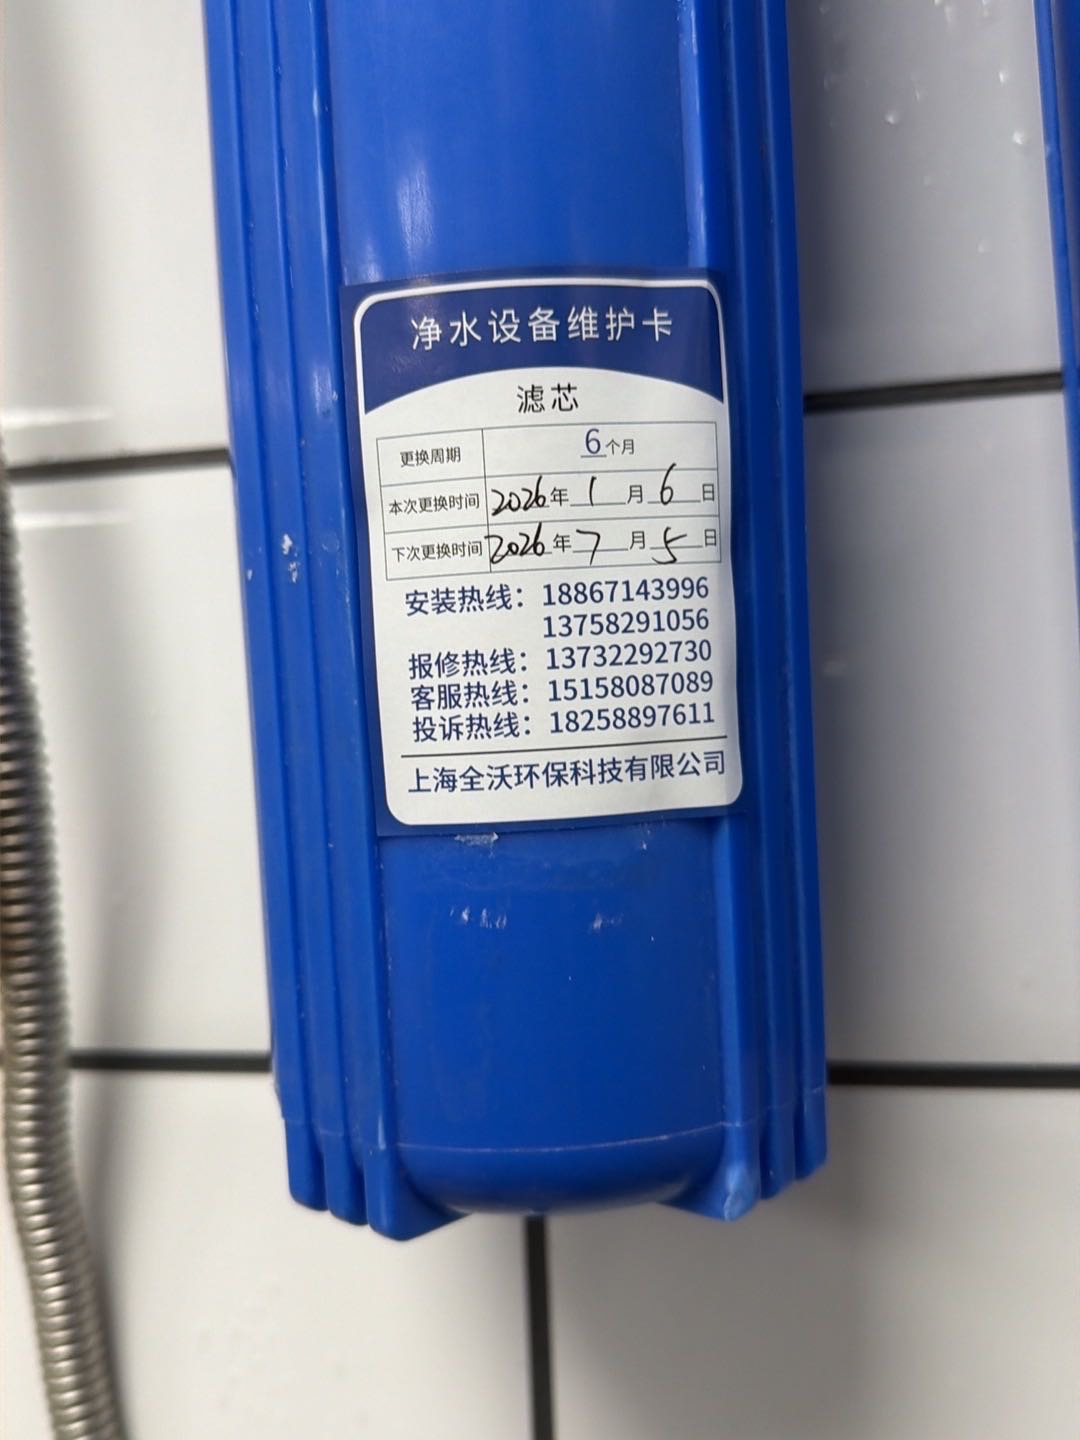 净水设备维护卡
滤芯
更换周期 6个月
本次更换时间 2026年1月6日
下次更换时间 2026年7月5日
安装热线：18867143996
13758291056
报修热线：13732292730
客服热线：15158087089
投诉热线：18258897611
上海全沃环保科技有限公司